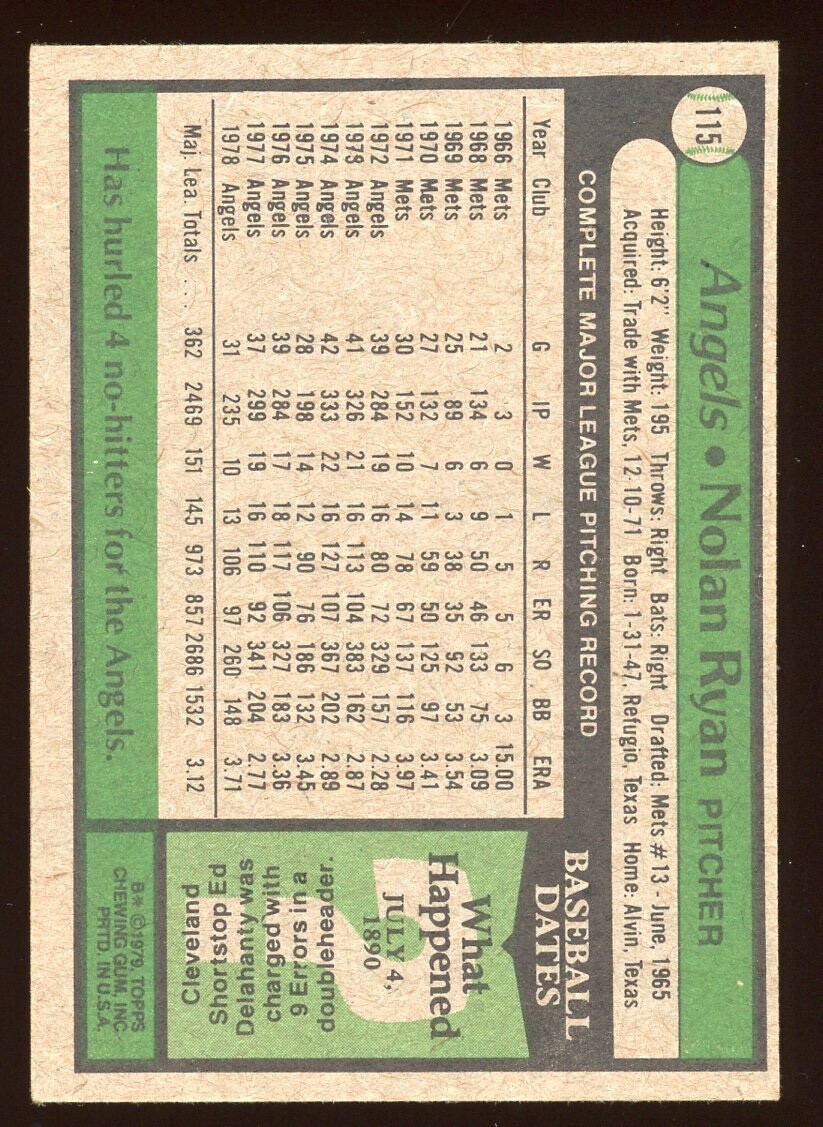 115
Angels • Nolan Ryan PITCHER
Height: 6'2" Weight: 195 Throws: Right Bats: Right Drafted: Mets #13 - June, 1965
Acquired: Trade with Mets, 12-10-71 Born: 1-31-47, Refugio, Texas Home: Alvin, Texas
COMPLETE MAJOR LEAGUE PITCHING RECORD
Year Club G IP W L R ER SO BB ERA
1966 Mets 2 3 0 1 5 5 6 3 15.00
1968 Mets 21 134 6 9 50 46 133 75 3.09
1969 Mets 25 89 6 3 38 35 92 53 3.54
1970 Mets 27 132 7 11 59 50 125 97 3.41
1971 Mets 30 152 10 14 78 67 137 116 3.97
1972 Angels 39 284 19 16 80 72 329 157 2.28
1973 Angels 41 326 21 16 113 104 383 162 2.87
1974 Angels 42 333 22 16 127 107 367 202 2.89
1975 Angels 28 198 14 12 90 76 186 132 3.45
1976 Angels 39 284 17 18 117 106 327 183 3.36
1977 Angels 37 299 19 16 110 92 341 204 2.77
1978 Angels 31 235 10 13 106 97 260 148 3.71
Maj. Lea. Totals . . . 362 2469 151 145 973 857 2686 1532 3.12
Has hurled 4 no-hitters for the Angels.
BASEBALL
DATES
What
Happened
JULY 4,
1890
?
Cleveland
Shortstop Ed
Delahanty was
charged with
9 Errors in a
doubleheader.
B* ©1979, TOPPS
CHEWING GUM, INC.
PRTD. IN U.S.A.